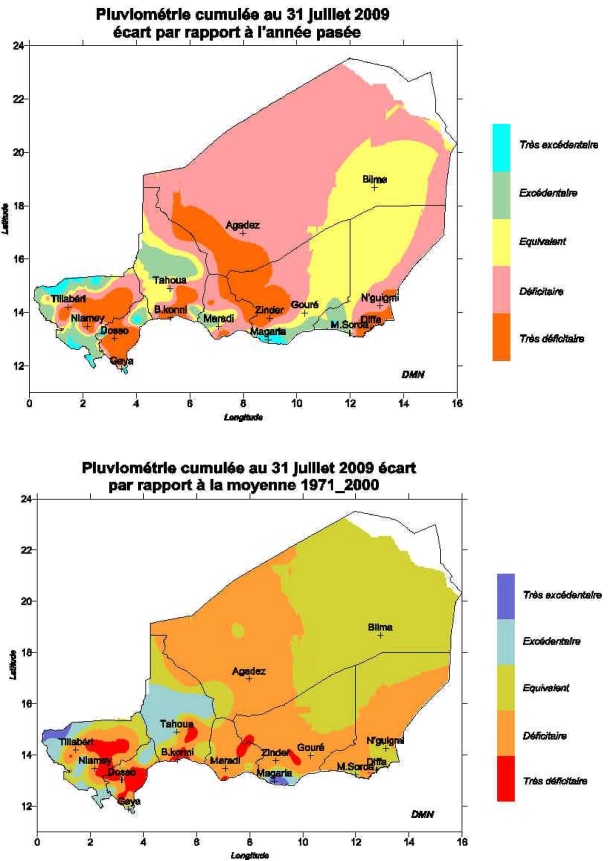 Pluviométrie cumulée au 31 juillet 2009
écart par rapport à l'année pasée
24
22
20
18
16
14
12
Latitude
Bilma
Agadez
Tahoua
Tillabéri
Niamey
Dosso
Gaya
B.konni
Maradi
Zinder
Magaria
Gouré
M.Soroa
N'guigmi
Diffa
DMN
0 2 4 6 8 10 12 14 16
Longitude
Très excédentaire
Excédentaire
Equivalent
Déficitaire
Très déficitaire
Pluviométrie cumulée au 31 juillet 2009 écart
par rapport à la moyenne 1971_2000
24
22
20
18
16
14
12
Latitude
Bilma
Agadez
Tahoua
Tillabéri
Niamey
Dosso
Gaya
B.konni
Maradi
Zinder
Magaria
Gouré
M.Soroa
N'guigmi
Diffa
DMN
0 2 4 6 8 10 12 14 16
Longitude
Très excédentaire
Excédentaire
Equivalent
Déficitaire
Très déficitaire